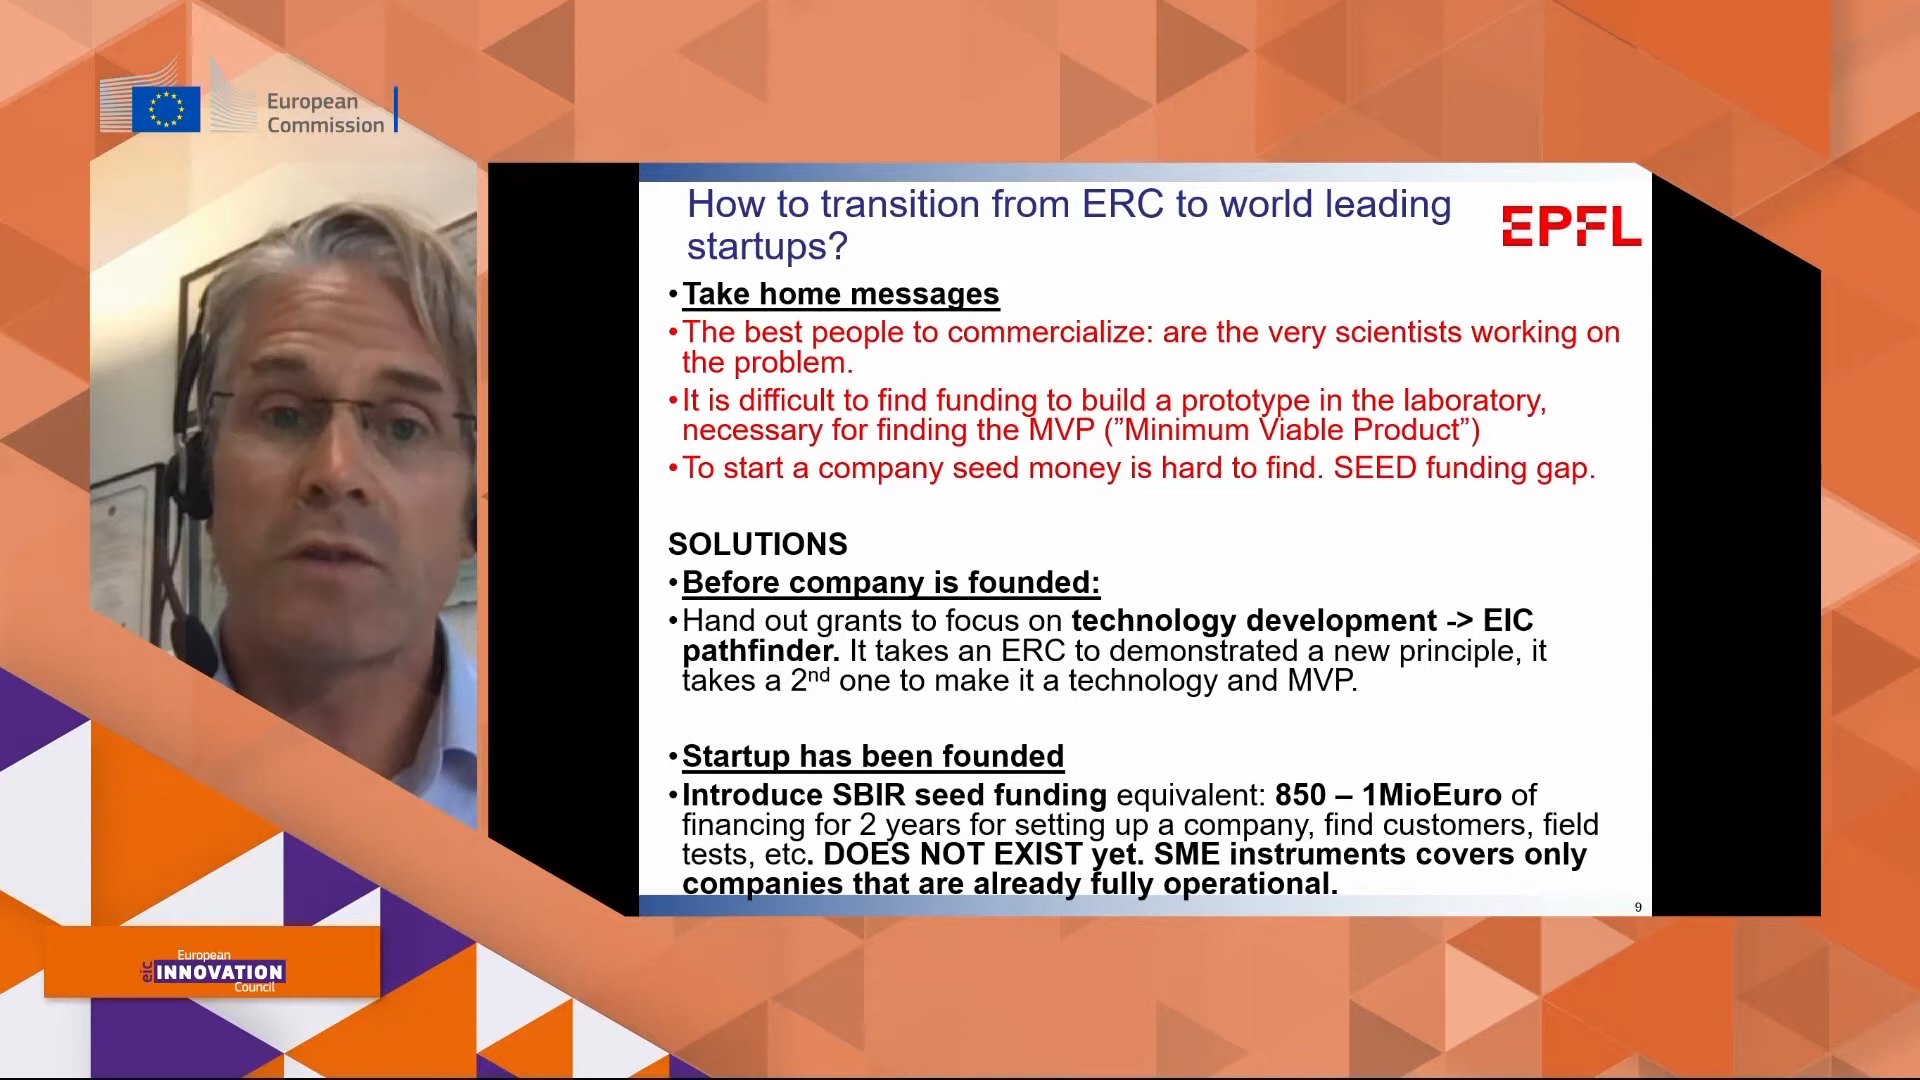 European
Commission
How to transition from ERC to world leading
startups?
EPFL
•Take home messages
•The best people to commercialize: are the very scientists working on
the problem.
•It is difficult to find funding to build a prototype in the laboratory,
necessary for finding the MVP (”Minimum Viable Product”)
•To start a company seed money is hard to find. SEED funding gap.
SOLUTIONS
•Before company is founded:
•Hand out grants to focus on technology development -> EIC
pathfinder. It takes an ERC to demonstrated a new principle, it
takes a 2nd one to make it a technology and MVP.
•Startup has been founded
•Introduce SBIR seed funding equivalent: 850 – 1MioEuro of
financing for 2 years for setting up a company, find customers, field
tests, etc. DOES NOT EXIST yet. SME instruments covers only
companies that are already fully operational.
9
European
eic INNOVATION
Council